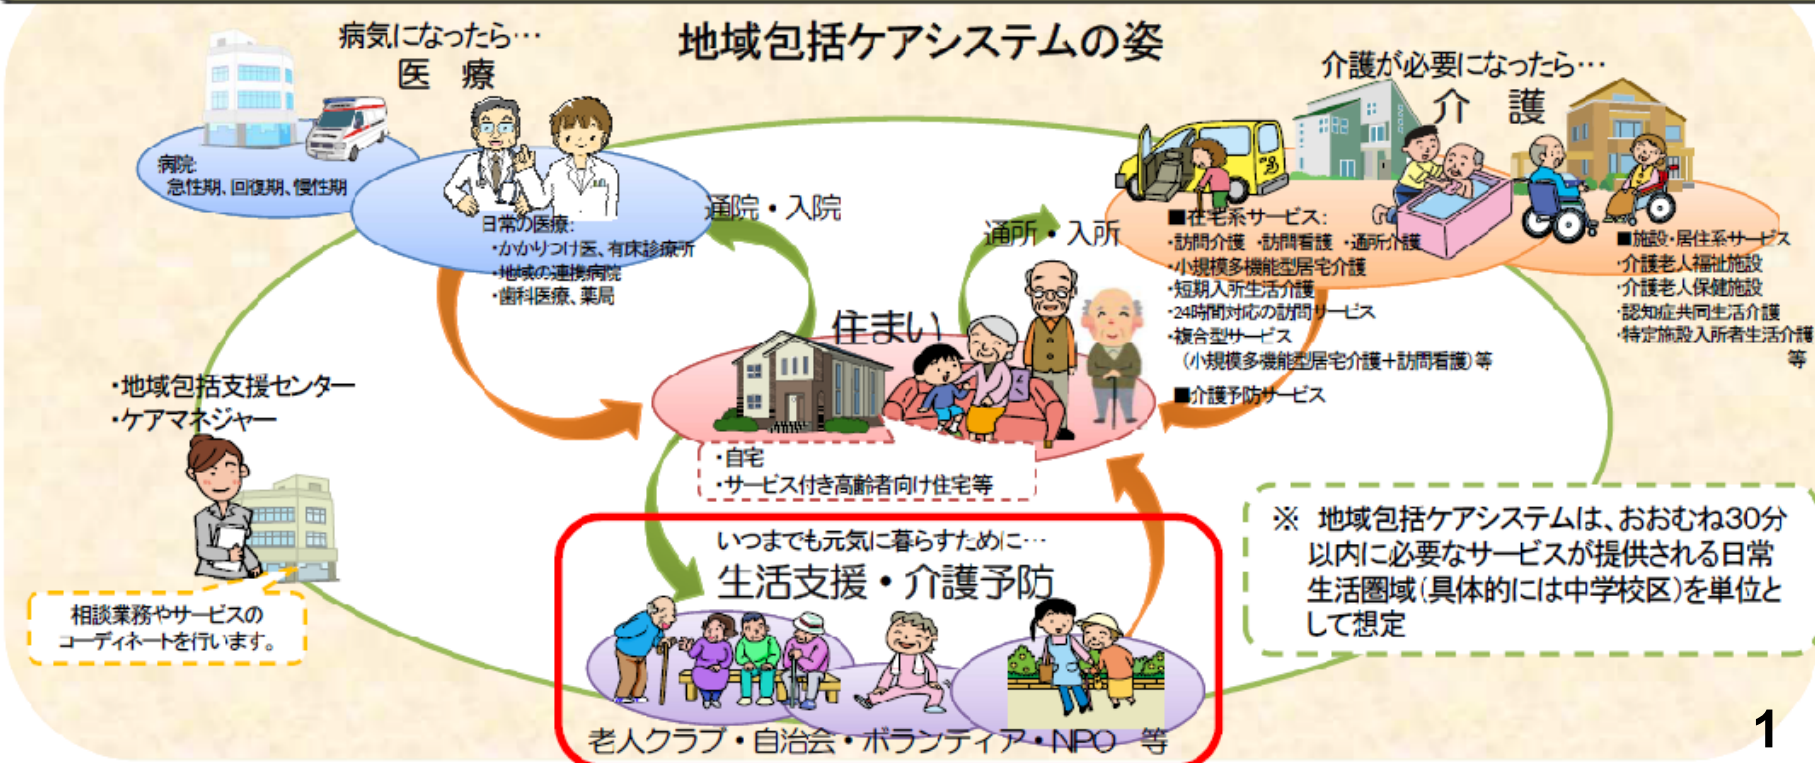 地域包括ケアシステムの姿
病気になったら…
医 療
病院:
急性期、回復期、慢性期
日常の医療:
・かかりつけ医、有床診療所
・地域の連携病院
・歯科医療、薬局
通院・入院
通所・入所
介護が必要になったら…
介 護
■在宅系サービス:
・訪問介護 ・訪問看護 ・通所介護
・小規模多機能型居宅介護
・短期入所生活介護
・24時間対応の訪問サービス
・複合型サービス
(小規模多機能型居宅介護+訪問看護)等
■介護予防サービス
■施設・居住系サービス
・介護老人福祉施設
・介護老人保健施設
・認知症共同生活介護
・特定施設入所者生活介護
等
住まい
・自宅
・サービス付き高齢者向け住宅等
・地域包括支援センター
・ケアマネジャー
相談業務やサービスの
コーディネートを行います。
いつまでも元気に暮らすために…
生活支援・介護予防
老人クラブ・自治会・ボランティア・NPO 等
※ 地域包括ケアシステムは、おおむね30分
以内に必要なサービスが提供される日常
生活圏域(具体的には中学校区)を単位と
して想定
1